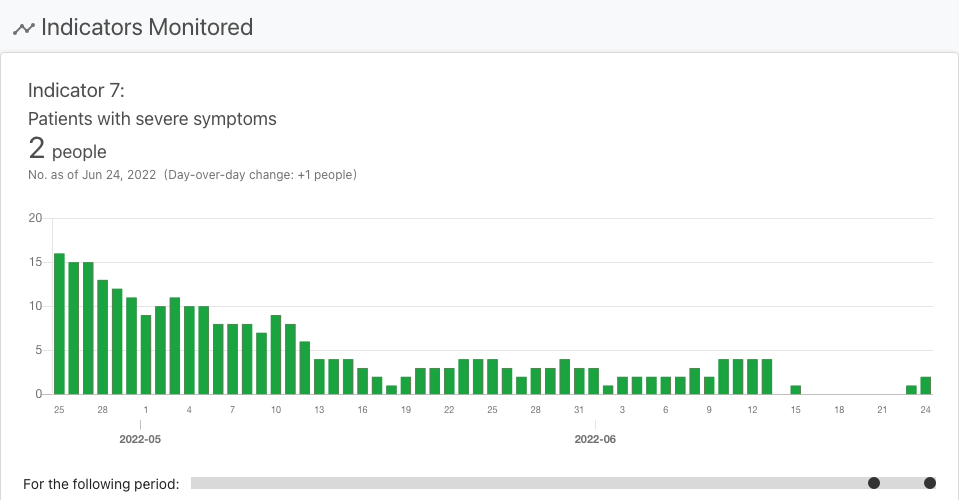 Indicators Monitored
Indicator 7:
Patients with severe symptoms
2 people
No. as of Jun 24, 2022 (Day-over-day change: +1 people)
20
15
10
5
0
25 28 1 4 7 10 13 16 19 22 25 28 31 3 6 9 12 15 18 21 24
2022-05 2022-06
For the following period: